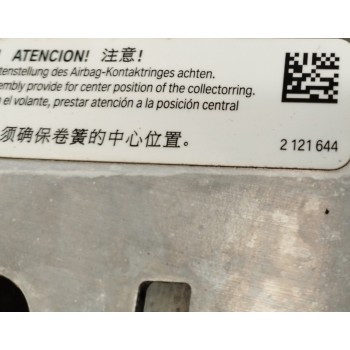 ! ATENCION! 注意!
tenstellung des Airbag-Kontaktringes achten.
embly provide for center position of the collectorring.
el volante, prestar atención a la posición central
须确保卷簧的中心位置。
2 121 644